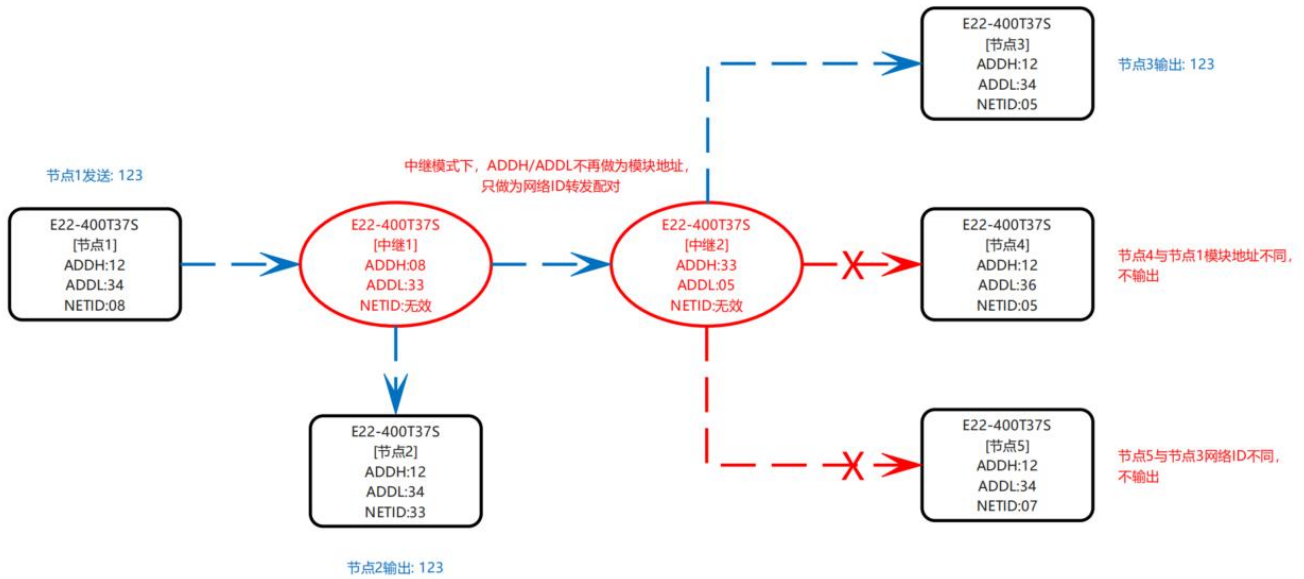 节点1发送: 123
E22-400T37S
[节点1]
ADDH:12
ADDL:34
NETID:08
中继模式下，ADDH/ADDL不再做为模块地址，
只做为网络ID转发配对
E22-400T37S
[中继1]
ADDH:08
ADDL:33
NETID:无效
E22-400T37S
[中继2]
ADDH:33
ADDL:05
NETID:无效
E22-400T37S
[节点2]
ADDH:12
ADDL:34
NETID:33
节点2输出: 123
E22-400T37S
[节点3]
ADDH:12
ADDL:34
NETID:05
节点3输出: 123
X
E22-400T37S
[节点4]
ADDH:12
ADDL:36
NETID:05
节点4与节点1模块地址不同，
不输出
X
E22-400T37S
[节点5]
ADDH:12
ADDL:34
NETID:07
节点5与节点3网络ID不同，
不输出